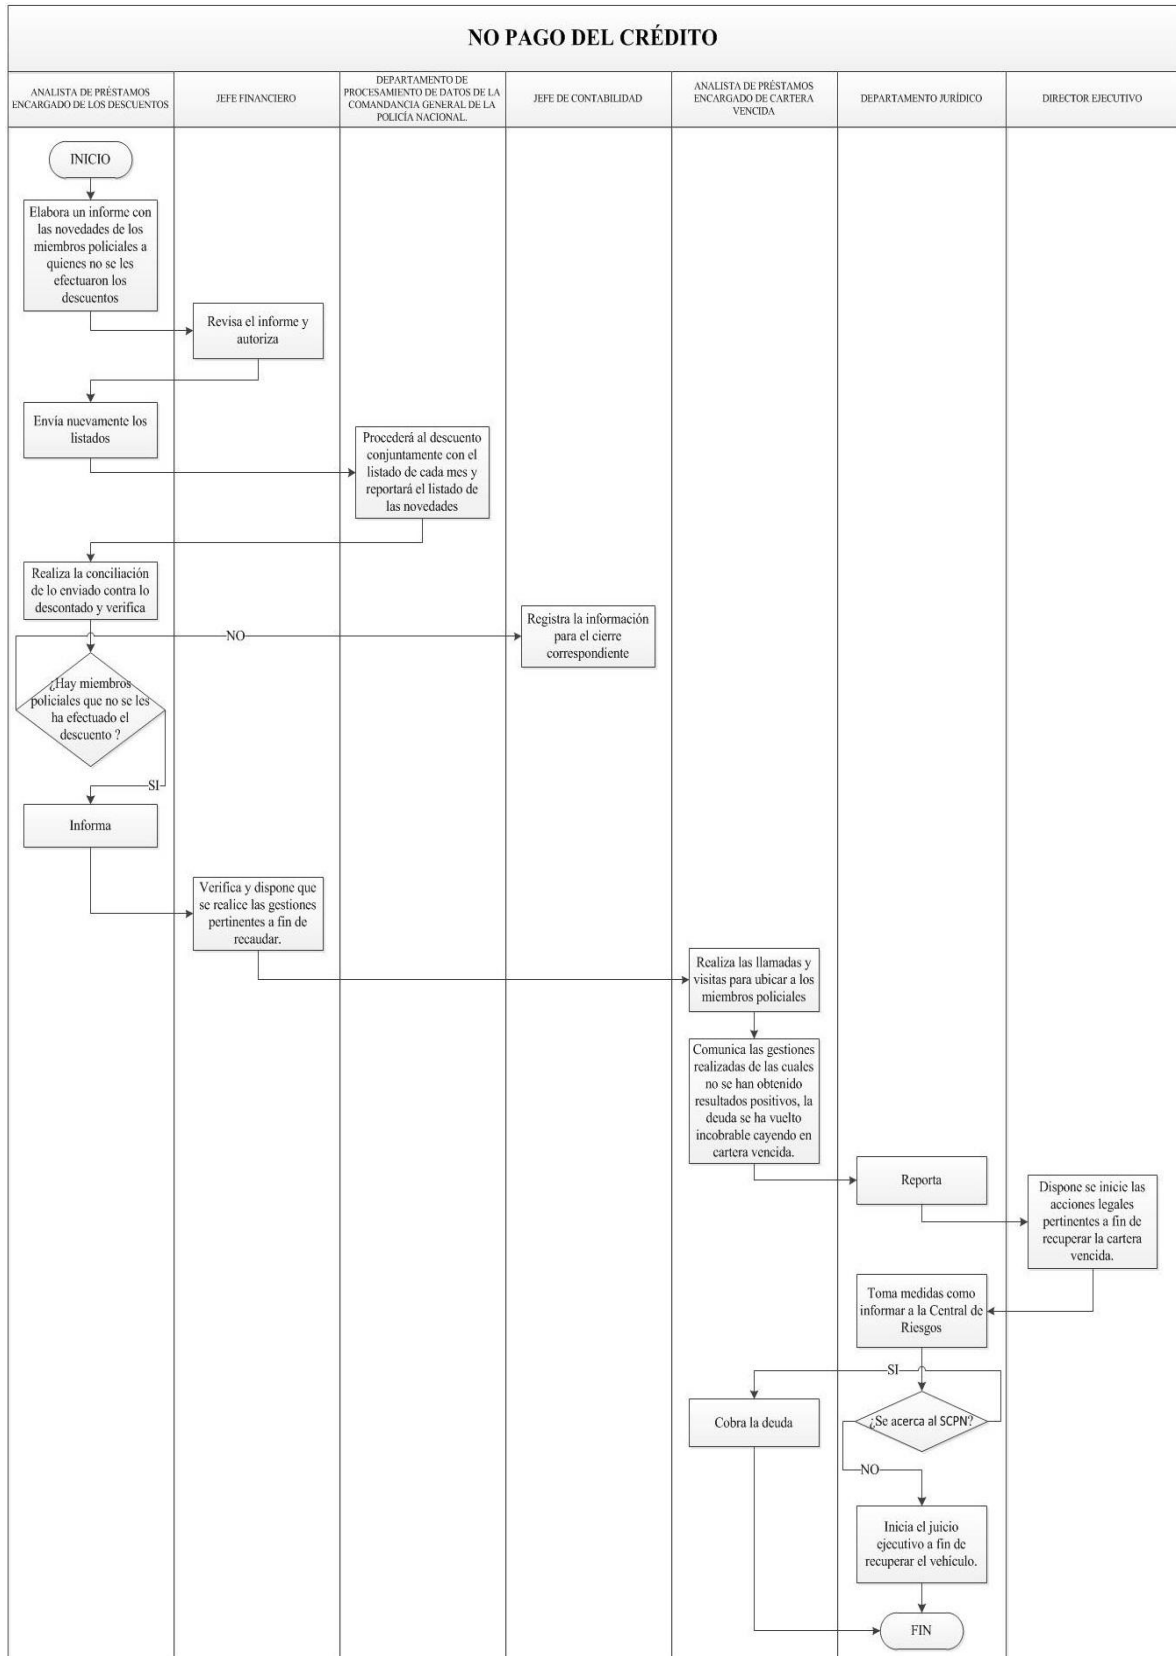 NO PAGO DEL CRÉDITO
ANALISTA DE PRÉSTAMOS
ENCARGADO DE LOS DESCUENTOS
JEFE FINANCIERO
DEPARTAMENTO DE
PROCESAMIENTO DE DATOS DE LA
COMANDANCIA GENERAL DE LA
POLICÍA NACIONAL.
JEFE DE CONTABILIDAD
ANALISTA DE PRÉSTAMOS
ENCARGADO DE CARTERA
VENCIDA
DEPARTAMENTO JURÍDICO
DIRECTOR EJECUTIVO
INICIO
Elabora un informe con
las novedades de los
miembros policiales a
quienes no se les
efectuaron los
descuentos
Revisa el informe y
autoriza
Envía nuevamente los
listados
Procederá al descuento
conjuntamente con el
listado de cada mes y
reportará el listado de
las novedades
Realiza la conciliación
de lo enviado contra lo
descontado y verifica
NO
Registra la información
para el cierre
correspondiente
¿Hay miembros
policiales que no se les
ha efectuado el
descuento ?
SI
Informa
Verifica y dispone que
se realice las gestiones
pertinentes a fin de
recaudar.
Realiza las llamadas y
visitas para ubicar a los
miembros policiales
Comunica las gestiones
realizadas de las cuales
no se han obtenido
resultados positivos, la
deuda se ha vuelto
incobrable cayendo en
cartera vencida.
Reporta
Dispone se inicie las
acciones legales
pertinentes a fin de
recuperar la cartera
vencida.
Toma medidas como
informar a la Central de
Riesgos
SI
Cobra la deuda
¿Se acerca al SCPN?
NO
Inicia el juicio
ejecutivo a fin de
recuperar el vehículo.
FIN